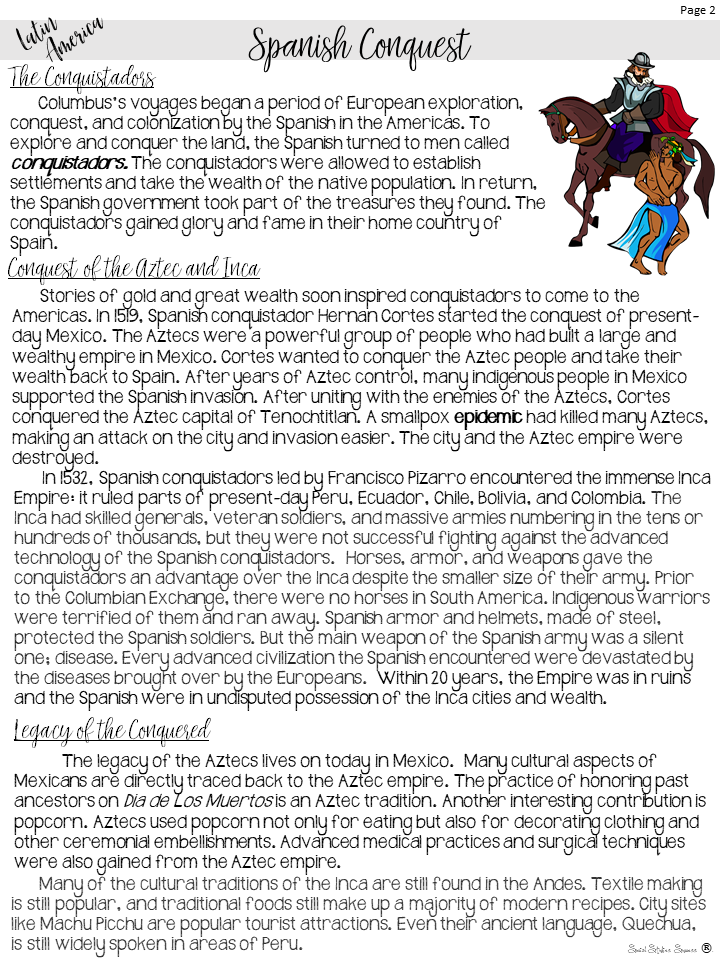 Page 2
Latin
America
Spanish Conquest
The Conquistadors
Columbus's voyages began a period of European exploration,
conquest, and colonization by the Spanish in the Americas. To
explore and conquer the land, the Spanish turned to men called
conquistadors. The conquistadors were allowed to establish
settlements and take the wealth of the native population. In return,
the Spanish government took part of the treasures they found. The
conquistadors gained glory and fame in their home country of
Spain.
Conquest of the Aztec and Inca
Stories of gold and great wealth soon inspired conquistadors to come to the
Americas. In 1519, Spanish conquistador Hernan Cortes started the conquest of present-
day Mexico. The Aztecs were a powerful group of people who had built a large and
wealthy empire in Mexico. Cortes wanted to conquer the Aztec people and take their
wealth back to Spain. After years of Aztec control, many indigenous people in Mexico
supported the Spanish invasion. After uniting with the enemies of the Aztecs, Cortes
conquered the Aztec capital of Tenochtitlan. A smallpox epidemic had killed many Aztecs,
making an attack on the city and invasion easier. The city and the Aztec empire were
destroyed.
In 1532, Spanish conquistadors led by Francisco Pizarro encountered the immense Inca
Empire: it ruled parts of present-day Peru, Ecuador, Chile, Bolivia, and Colombia. The
Inca had skilled generals, veteran soldiers, and massive armies numbering in the tens or
hundreds of thousands, but they were not successful fighting against the advanced
technology of the Spanish conquistadors. Horses, armor, and weapons gave the
conquistadors an advantage over the Inca despite the smaller size of their army. Prior
to the Columbian Exchange, there were no horses in South America. Indigenous warriors
were terrified of them and ran away. Spanish armor and helmets, made of steel,
protected the Spanish soldiers. But the main weapon of the Spanish army was a silent
one; disease. Every advanced civilization the Spanish encountered were devastated by
the diseases brought over by the Europeans. Within 20 years, the Empire was in ruins
and the Spanish were in undisputed possession of the Inca cities and wealth.
Legacy of the Conquered
The legacy of the Aztecs lives on today in Mexico. Many cultural aspects of
Mexicans are directly traced back to the Aztec empire. The practice of honoring past
ancestors on Dia de Los Muertos is an Aztec tradition. Another interesting contribution is
popcorn. Aztecs used popcorn not only for eating but also for decorating clothing and
other ceremonial embellishments. Advanced medical practices and surgical techniques
were also gained from the Aztec empire.
Many of the cultural traditions of the Inca are still found in the Andes. Textile making
is still popular, and traditional foods still make up a majority of modern recipes. City sites
like Machu Picchu are popular tourist attractions. Even their ancient language, Quechua,
is still widely spoken in areas of Peru.
®